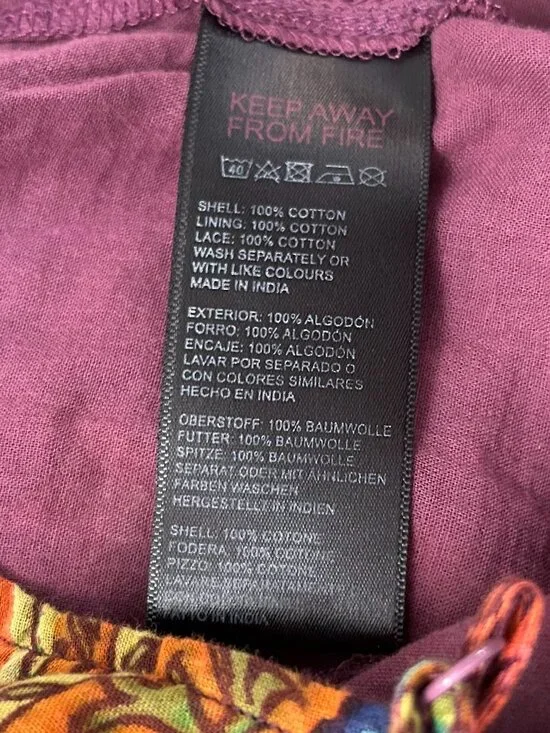 KEEP AWAY
FROM FIRE
40
SHELL: 100% COTTON
LINING: 100% COTTON
LACE: 100% COTTON
WASH SEPARATELY OR
WITH LIKE COLOURS
MADE IN INDIA
EXTERIOR: 100% ALGODÓN
FORRO: 100% ALGODÓN
ENCAJE: 100% ALGODÓN
LAVAR POR SEPARADO O
CON COLORES SIMILARES
HECHO EN INDIA
OBERSTOFF: 100% BAUMWOLLE
FUTTER: 100% BAUMWOLLE
SPITZE: 100% BAUMWOLLE
SEPARAT ODER MIT ÄHNLICHEN
FARBEN WASCHEN
HERGESTELLT IN INDIEN
SHELL: 100% COTONE
FODERA: 100% COTONE
PIZZO: 100% COTONE
LAVARE
IN INDIA